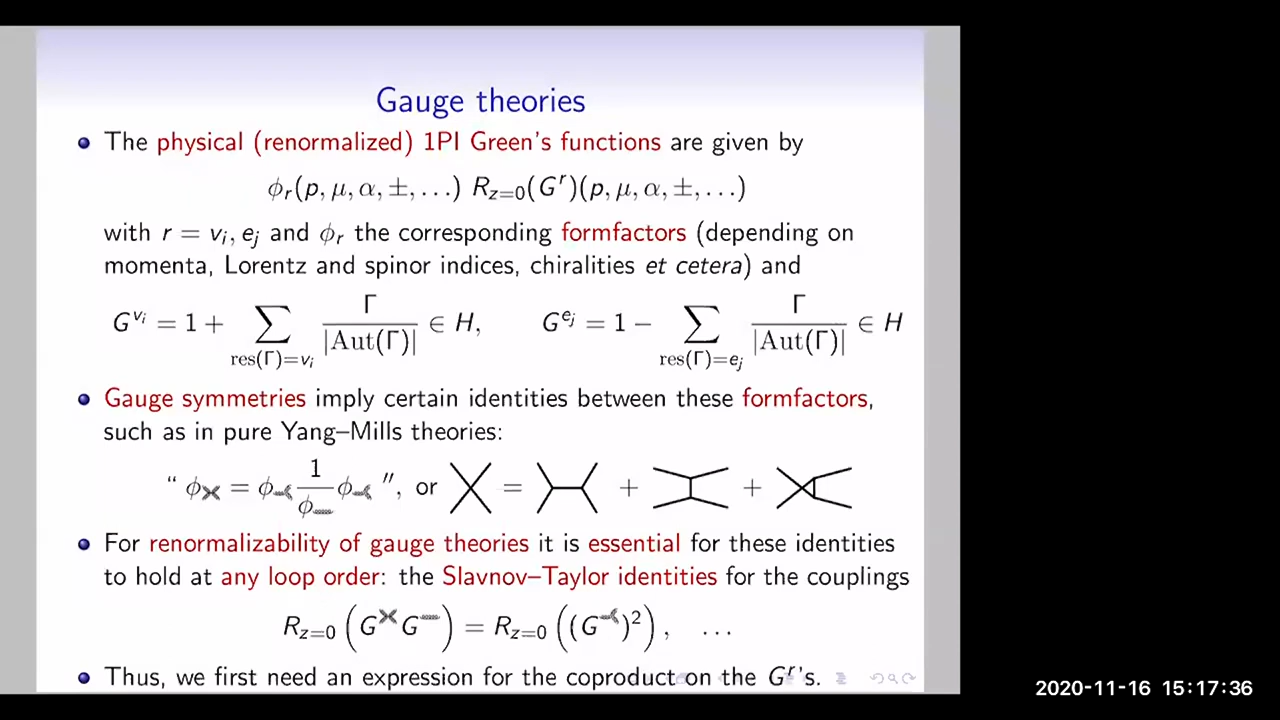 Gauge theories
The physical (renormalized) 1PI Green's functions are given by
ϕ_r(p, μ, α, ±, …) R_{z=0}(G^r)(p, μ, α, ±, …)
with r = v_i, e_j and ϕ_r the corresponding formfactors (depending on
momenta, Lorentz and spinor indices, chiralities et cetera) and
G^{v_i} = 1 + ∑_{res(Γ)=v_i} Γ/|Aut(Γ)| ∈ H, G^{e_j} = 1 − ∑_{res(Γ)=e_j} Γ/|Aut(Γ)| ∈ H
Gauge symmetries imply certain identities between these formfactors,
such as in pure Yang–Mills theories:
“ ϕ = ϕ 1/ϕ ϕ ”, or = + +
For renormalizability of gauge theories it is essential for these identities
to hold at any loop order: the Slavnov–Taylor identities for the couplings
R_{z=0} (G G) = R_{z=0} ((G)^2), …
Thus, we first need an expression for the coproduct on the G^r's.
2020-11-16 15:17:36